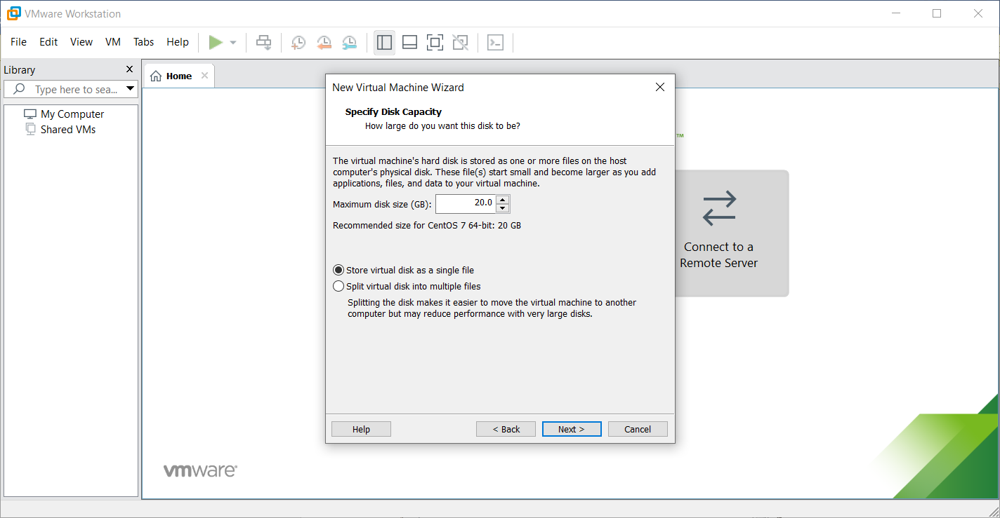 VMware Workstation
File Edit View VM Tabs Help
Library
Type here to sea...
My Computer
Shared VMs
Home
New Virtual Machine Wizard
Specify Disk Capacity
How large do you want this disk to be?
The virtual machine's hard disk is stored as one or more files on the host
computer's physical disk. These file(s) start small and become larger as you add
applications, files, and data to your virtual machine.
Maximum disk size (GB): 20.0
Recommended size for CentOS 7 64-bit: 20 GB
Store virtual disk as a single file
Split virtual disk into multiple files
Splitting the disk makes it easier to move the virtual machine to another
computer but may reduce performance with very large disks.
Help < Back Next > Cancel
™
Connect to a
Remote Server
vmware®